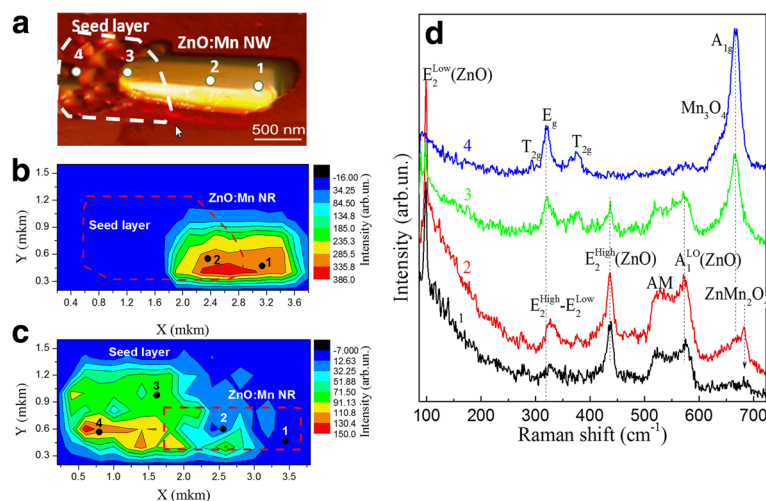 a
Seed layer
ZnO:Mn NW
4
3
2
1
500 nm
b
Y (mkm)
1.5
1.2
0.9
0.6
0.3
ZnO:Mn NR
Seed layer
2
1
0.6 1.2 1.8 2.4 3.0 3.6
X (mkm)
-16.00
34.25
84.50
134.8
185.0
235.3
285.5
335.8
386.0
Intensity (arb.un.)
c
Y (mkm)
1.5
1.2
0.9
0.6
0.3
Seed layer
ZnO:Mn NR
3
4
2
1
0.5 1.0 1.5 2.0 2.5 3.0 3.5
X (mkm)
-7.000
12.63
32.25
51.88
71.50
91.13
110.8
130.4
150.0
Intensity (arb.un.)
d
Intensity (arb.un.)
E₂ᴸᵒʷ(ZnO)
A₁g
Mn₃O₄
Eg
T₂g
T₂g
4
3
2
1
E₂ᴴⁱᵍʰ(ZnO)
A₁ᴸᴼ(ZnO)
AM
E₂ᴴⁱᵍʰ-E₂ᴸᵒʷ
ZnMn₂O
100 200 300 400 500 600 700
Raman shift (cm⁻¹)